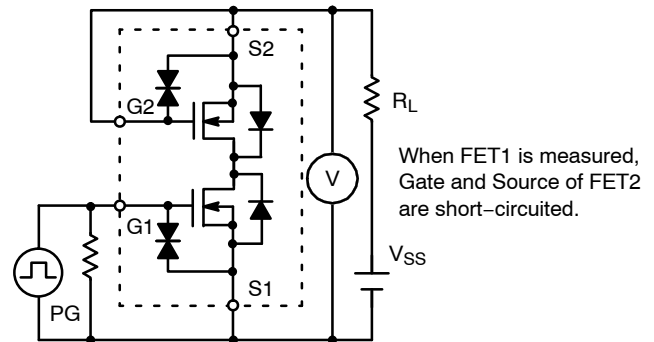 S2
G2
R_L
V
When FET1 is measured,
Gate and Source of FET2
are short−circuited.
G1
V_SS
S1
PG